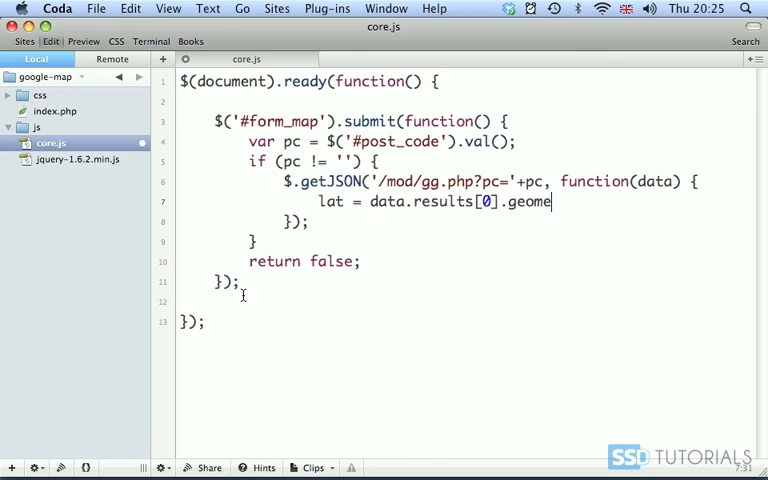 Coda File Edit View Text Go Sites Plug-ins Window Help Thu 20:25
core.js
Sites Edit Preview CSS Terminal Books Search
Local Remote core.js
google-map
css
index.php
js
core.js
jquery-1.6.2.min.js
1 $(document).ready(function() {
2
3 $('#form_map').submit(function() {
4 var pc = $('#post_code').val();
5 if (pc != '') {
6 $.getJSON('/mod/gg.php?pc='+pc, function(data) {
7 lat = data.results[0].geome
8 });
9 }
10 return false;
11 });
12
13 });
Share Hints Clips 7:31
SSD TUTORIALS